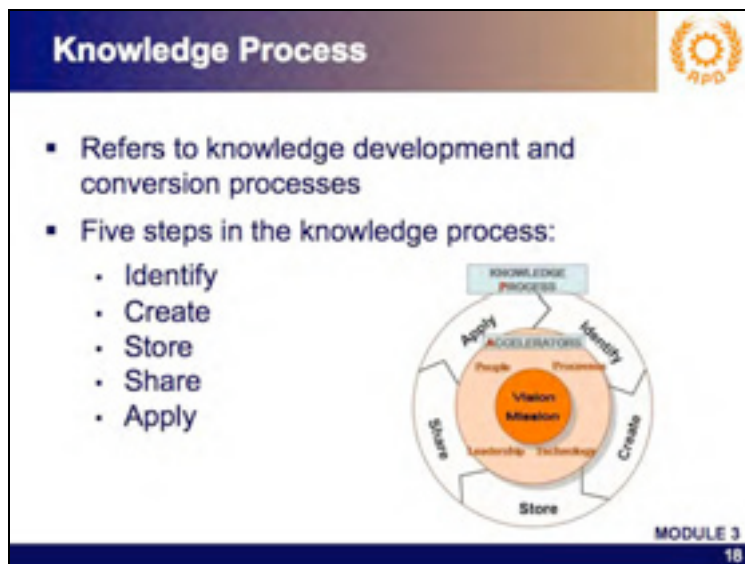 Knowledge Process
APO
Refers to knowledge development and
conversion processes
Five steps in the knowledge process:
Identify
Create
Store
Share
Apply
KNOWLEDGE
PROCESS
Apply
Identify
ACCELERATORS
People
Processes
Vision
Mission
Share
Create
Leadership
Technology
Store
MODULE 3
18